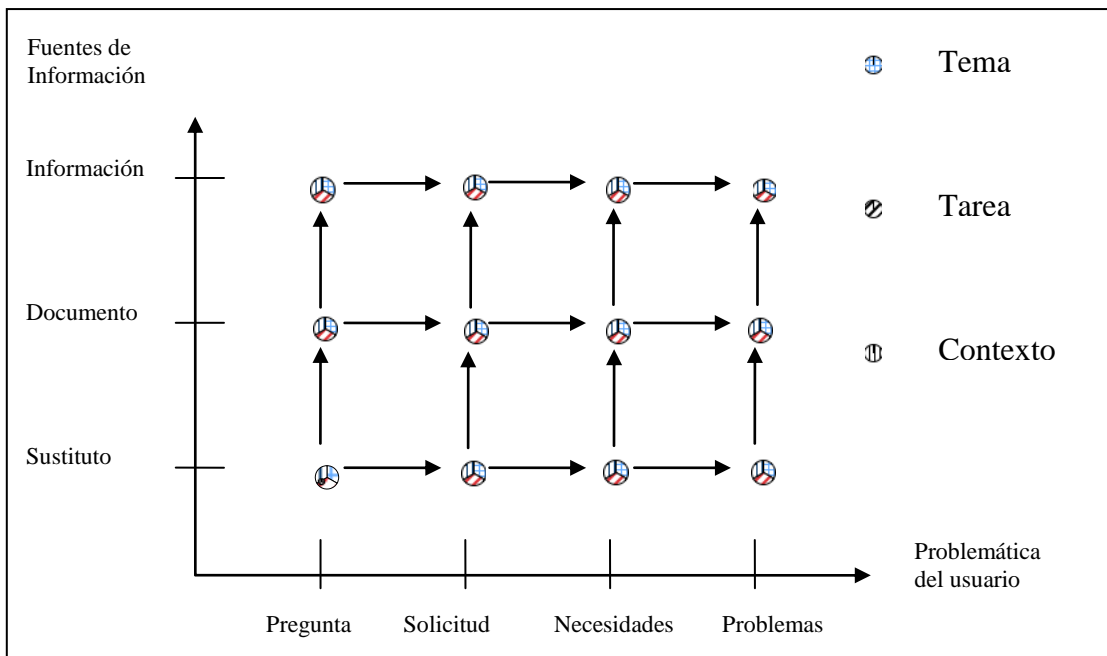 Fuentes de
Información
Tema
Información
Tarea
Documento
Contexto
Sustituto
Problemática
del usuario
Pregunta
Solicitud
Necesidades
Problemas